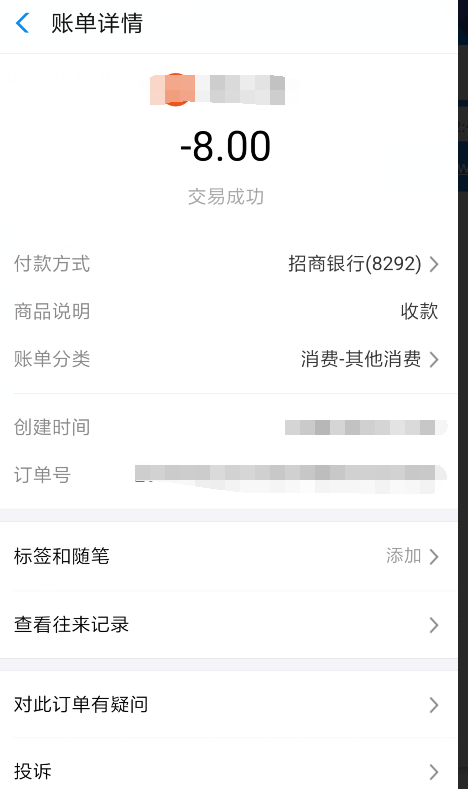 账单详情
-8.00
交易成功
付款方式 招商银行(8292)
商品说明 收款
账单分类 消费-其他消费
创建时间
订单号
标签和随笔 添加
查看往来记录
对此订单有疑问
投诉